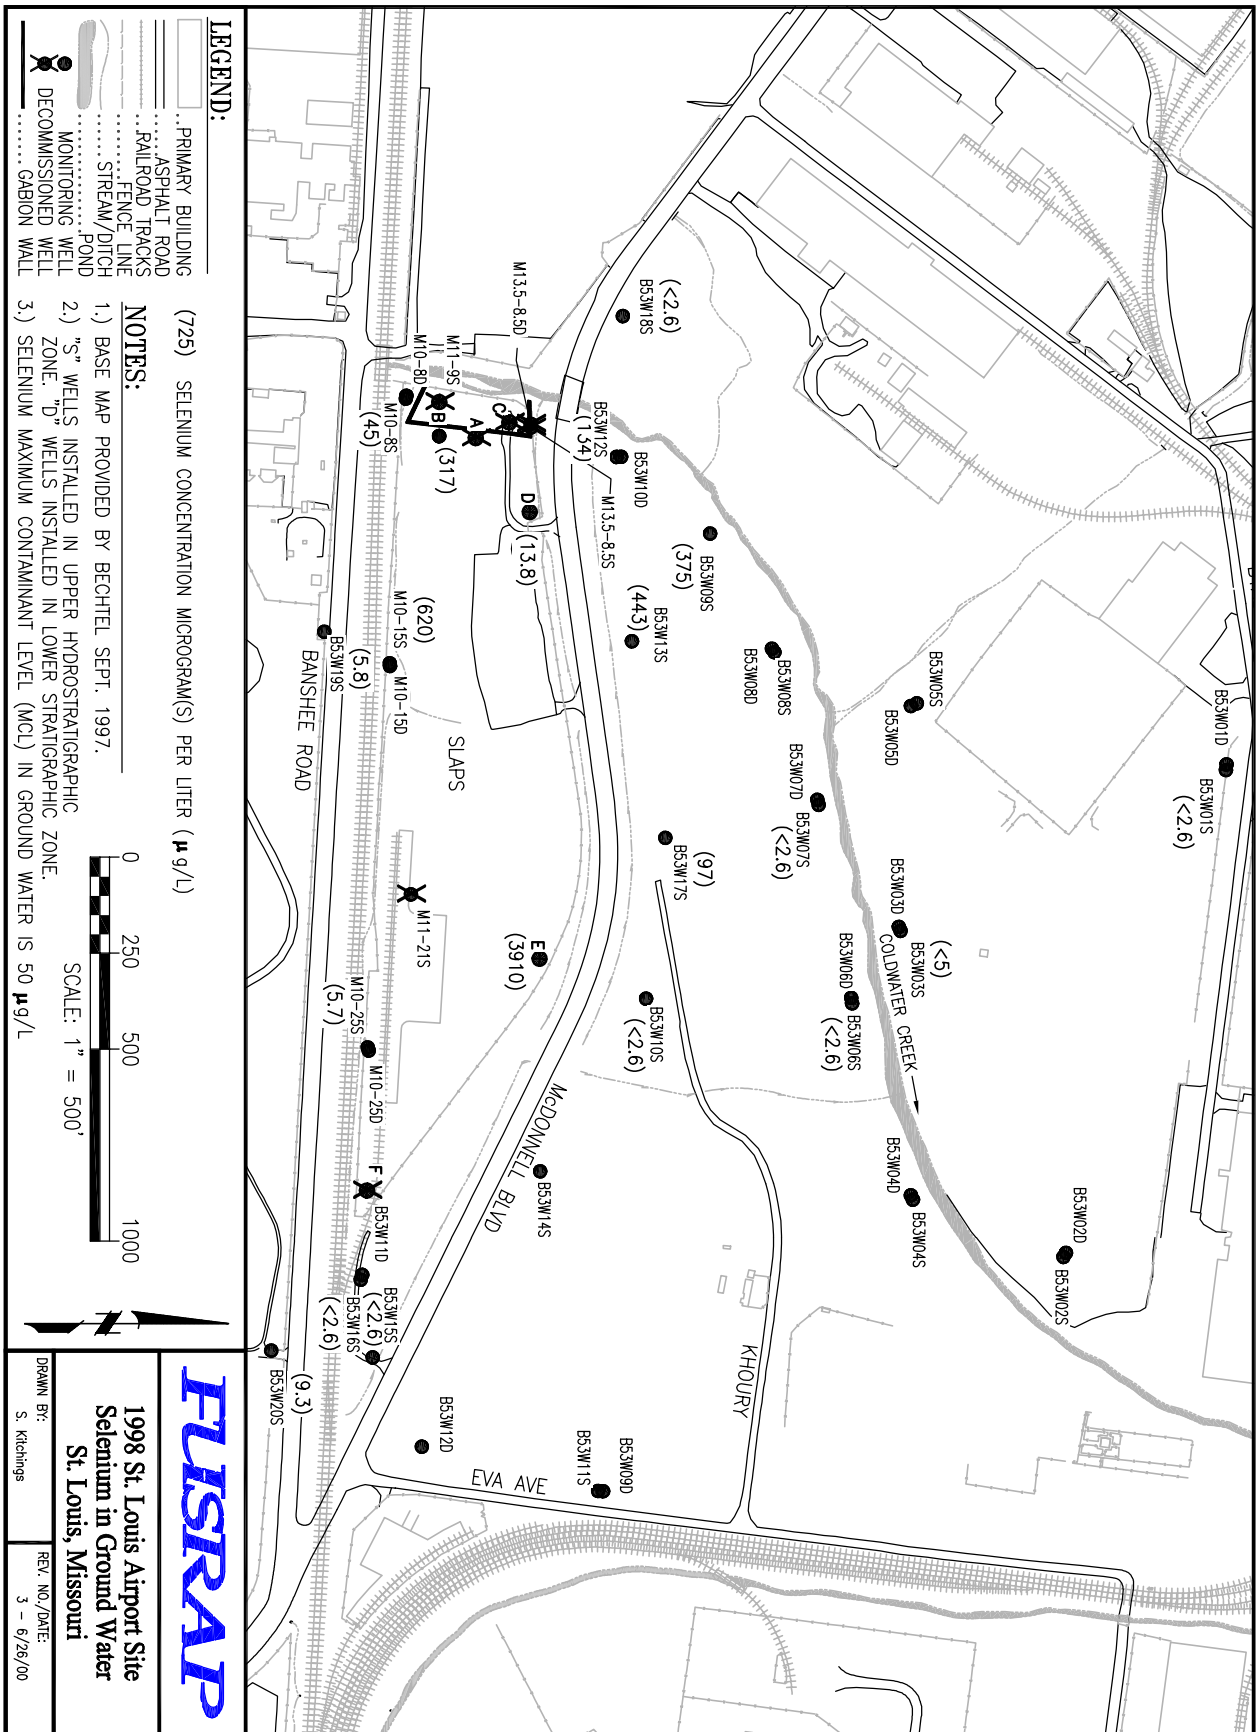 B53W01D
B53W01S
(<2.6)
B53W05S
B53W05D
B53W18S
(<2.6)
B53W12S
(134)
B53W10D
B53W09S
(375)
B53W13S
(443)
B53W08S
B53W08D
B53W07D
B53W07S
(<2.6)
B53W03D
B53W03S
(<5)
B53W06D
B53W06S
(<2.6)
COLDWATER CREEK
B53W04D
B53W04S
B53W02D
B53W02S
B53W17S
(97)
B53W10S
(<2.6)
M13.5-8.5D
M13.5-8.5S
M11-9S
M10-8D
M10-8S
(45)
A
B
C
(317)
D
(13.8)
(620)
M10-15S
M10-15D
B53W19S
(5.8)
BANSHEE ROAD
SLAPS
M11-21S
E
(3910)
M10-25S
(5.7)
M10-25D
McDONNELL BLVD
B53W14S
F
B53W11D
B53W15S
(<2.6)
B53W16S
(<2.6)
B53W20S
(9.3)
B53W12D
B53W09D
B53W11S
EVA AVE
KHOURY
LEGEND:
..PRIMARY BUILDING
......ASPHALT ROAD
...RAILROAD TRACKS
.........FENCE LINE
......STREAM/DITCH
...............POND
MONITORING WELL
DECOMMISSIONED WELL
....... GABION WALL
(725) SELENIUM CONCENTRATION MICROGRAM(S) PER LITER (μg/L)
NOTES:
1.) BASE MAP PROVIDED BY BECHTEL SEPT. 1997.
2.) "S" WELLS INSTALLED IN UPPER HYDROSTRATIGRAPHIC
ZONE. "D" WELLS INSTALLED IN LOWER STRATIGRAPHIC ZONE.
3.) SELENIUM MAXIMUM CONTAMINANT LEVEL (MCL) IN GROUND WATER IS 50 μg/L
0 250 500 1000
SCALE: 1" = 500'
N
FUSRAP
1998 St. Louis Airport Site
Selenium in Ground Water
St. Louis, Missouri
DRAWN BY:
S. Kitchings
REV. NO./DATE:
3 - 6/26/00